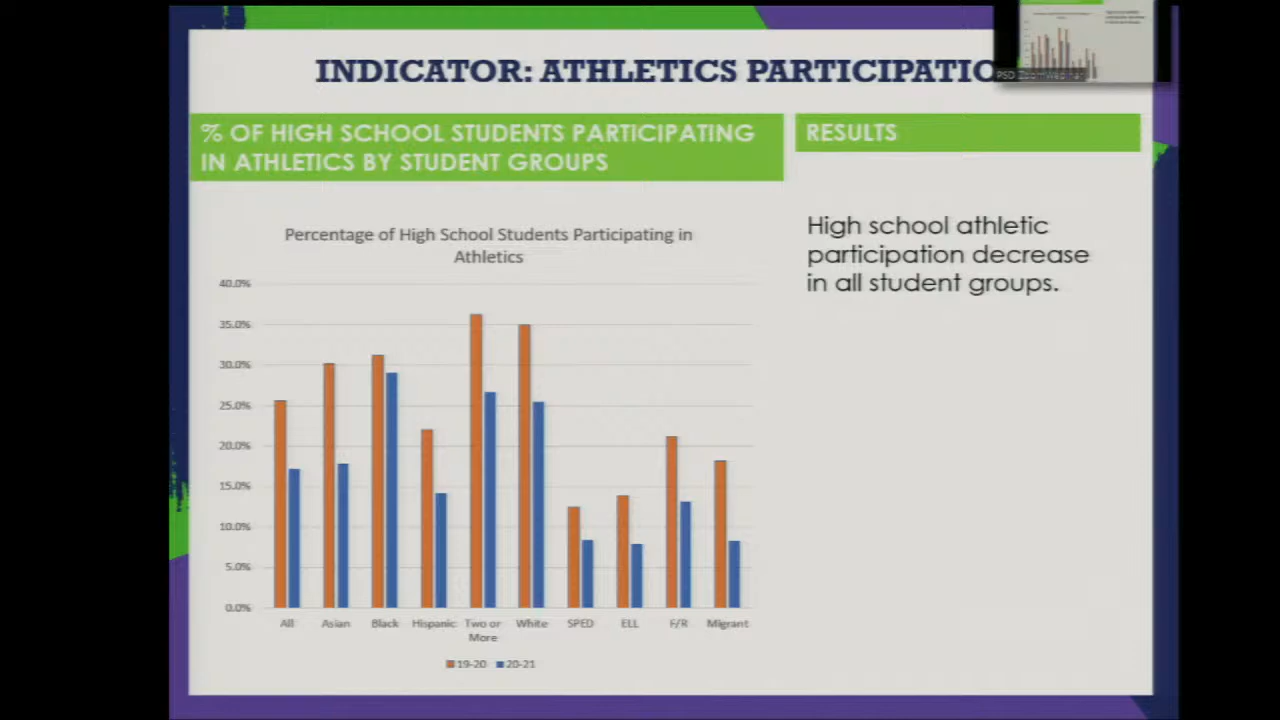 INDICATOR: ATHLETICS PARTICIPATIO
PSD Zoom Webinar
% OF HIGH SCHOOL STUDENTS PARTICIPATING
IN ATHLETICS BY STUDENT GROUPS
RESULTS
High school athletic
participation decrease
in all student groups.
Percentage of High School Students Participating in
Athletics
40.0%
35.0%
30.0%
25.0%
20.0%
15.0%
10.0%
5.0%
0.0%
All Asian Black Hispanic Two or White SPED ELL F/R Migrant
More
19-20 20-21